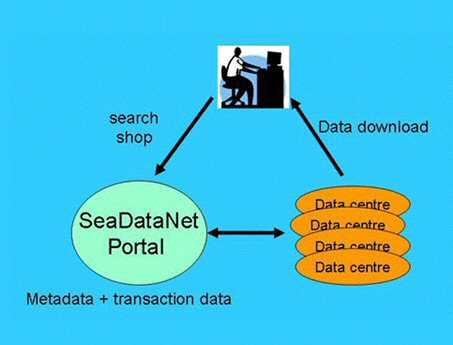 search
shop
Data download
SeaDataNet
Portal
Data centre
Data centre
Data centre
Data centre
Metadata + transaction data